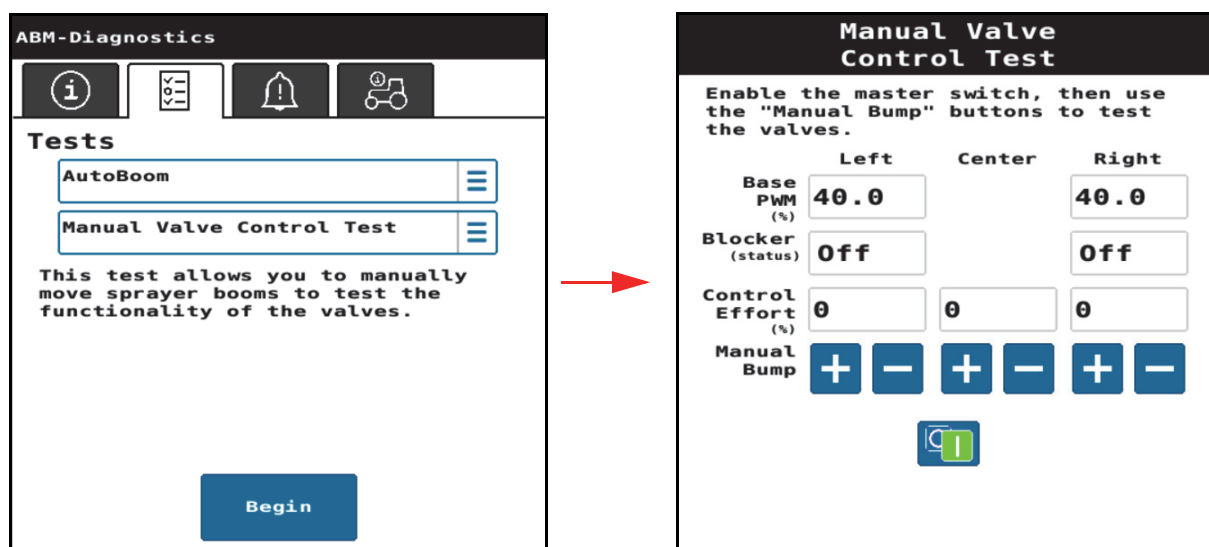 ABM-Diagnostics
Tests
AutoBoom
Manual Valve Control Test
This test allows you to manually
move sprayer booms to test the
functionality of the valves.
Begin
Manual Valve
Control Test
Enable the master switch, then use
the "Manual Bump" buttons to test
the valves.
Left Center Right
Base
PWM 40.0 40.0
(%)
Blocker
(status) Off Off
Control
Effort 0 0 0
(%)
Manual
Bump + − + − + −